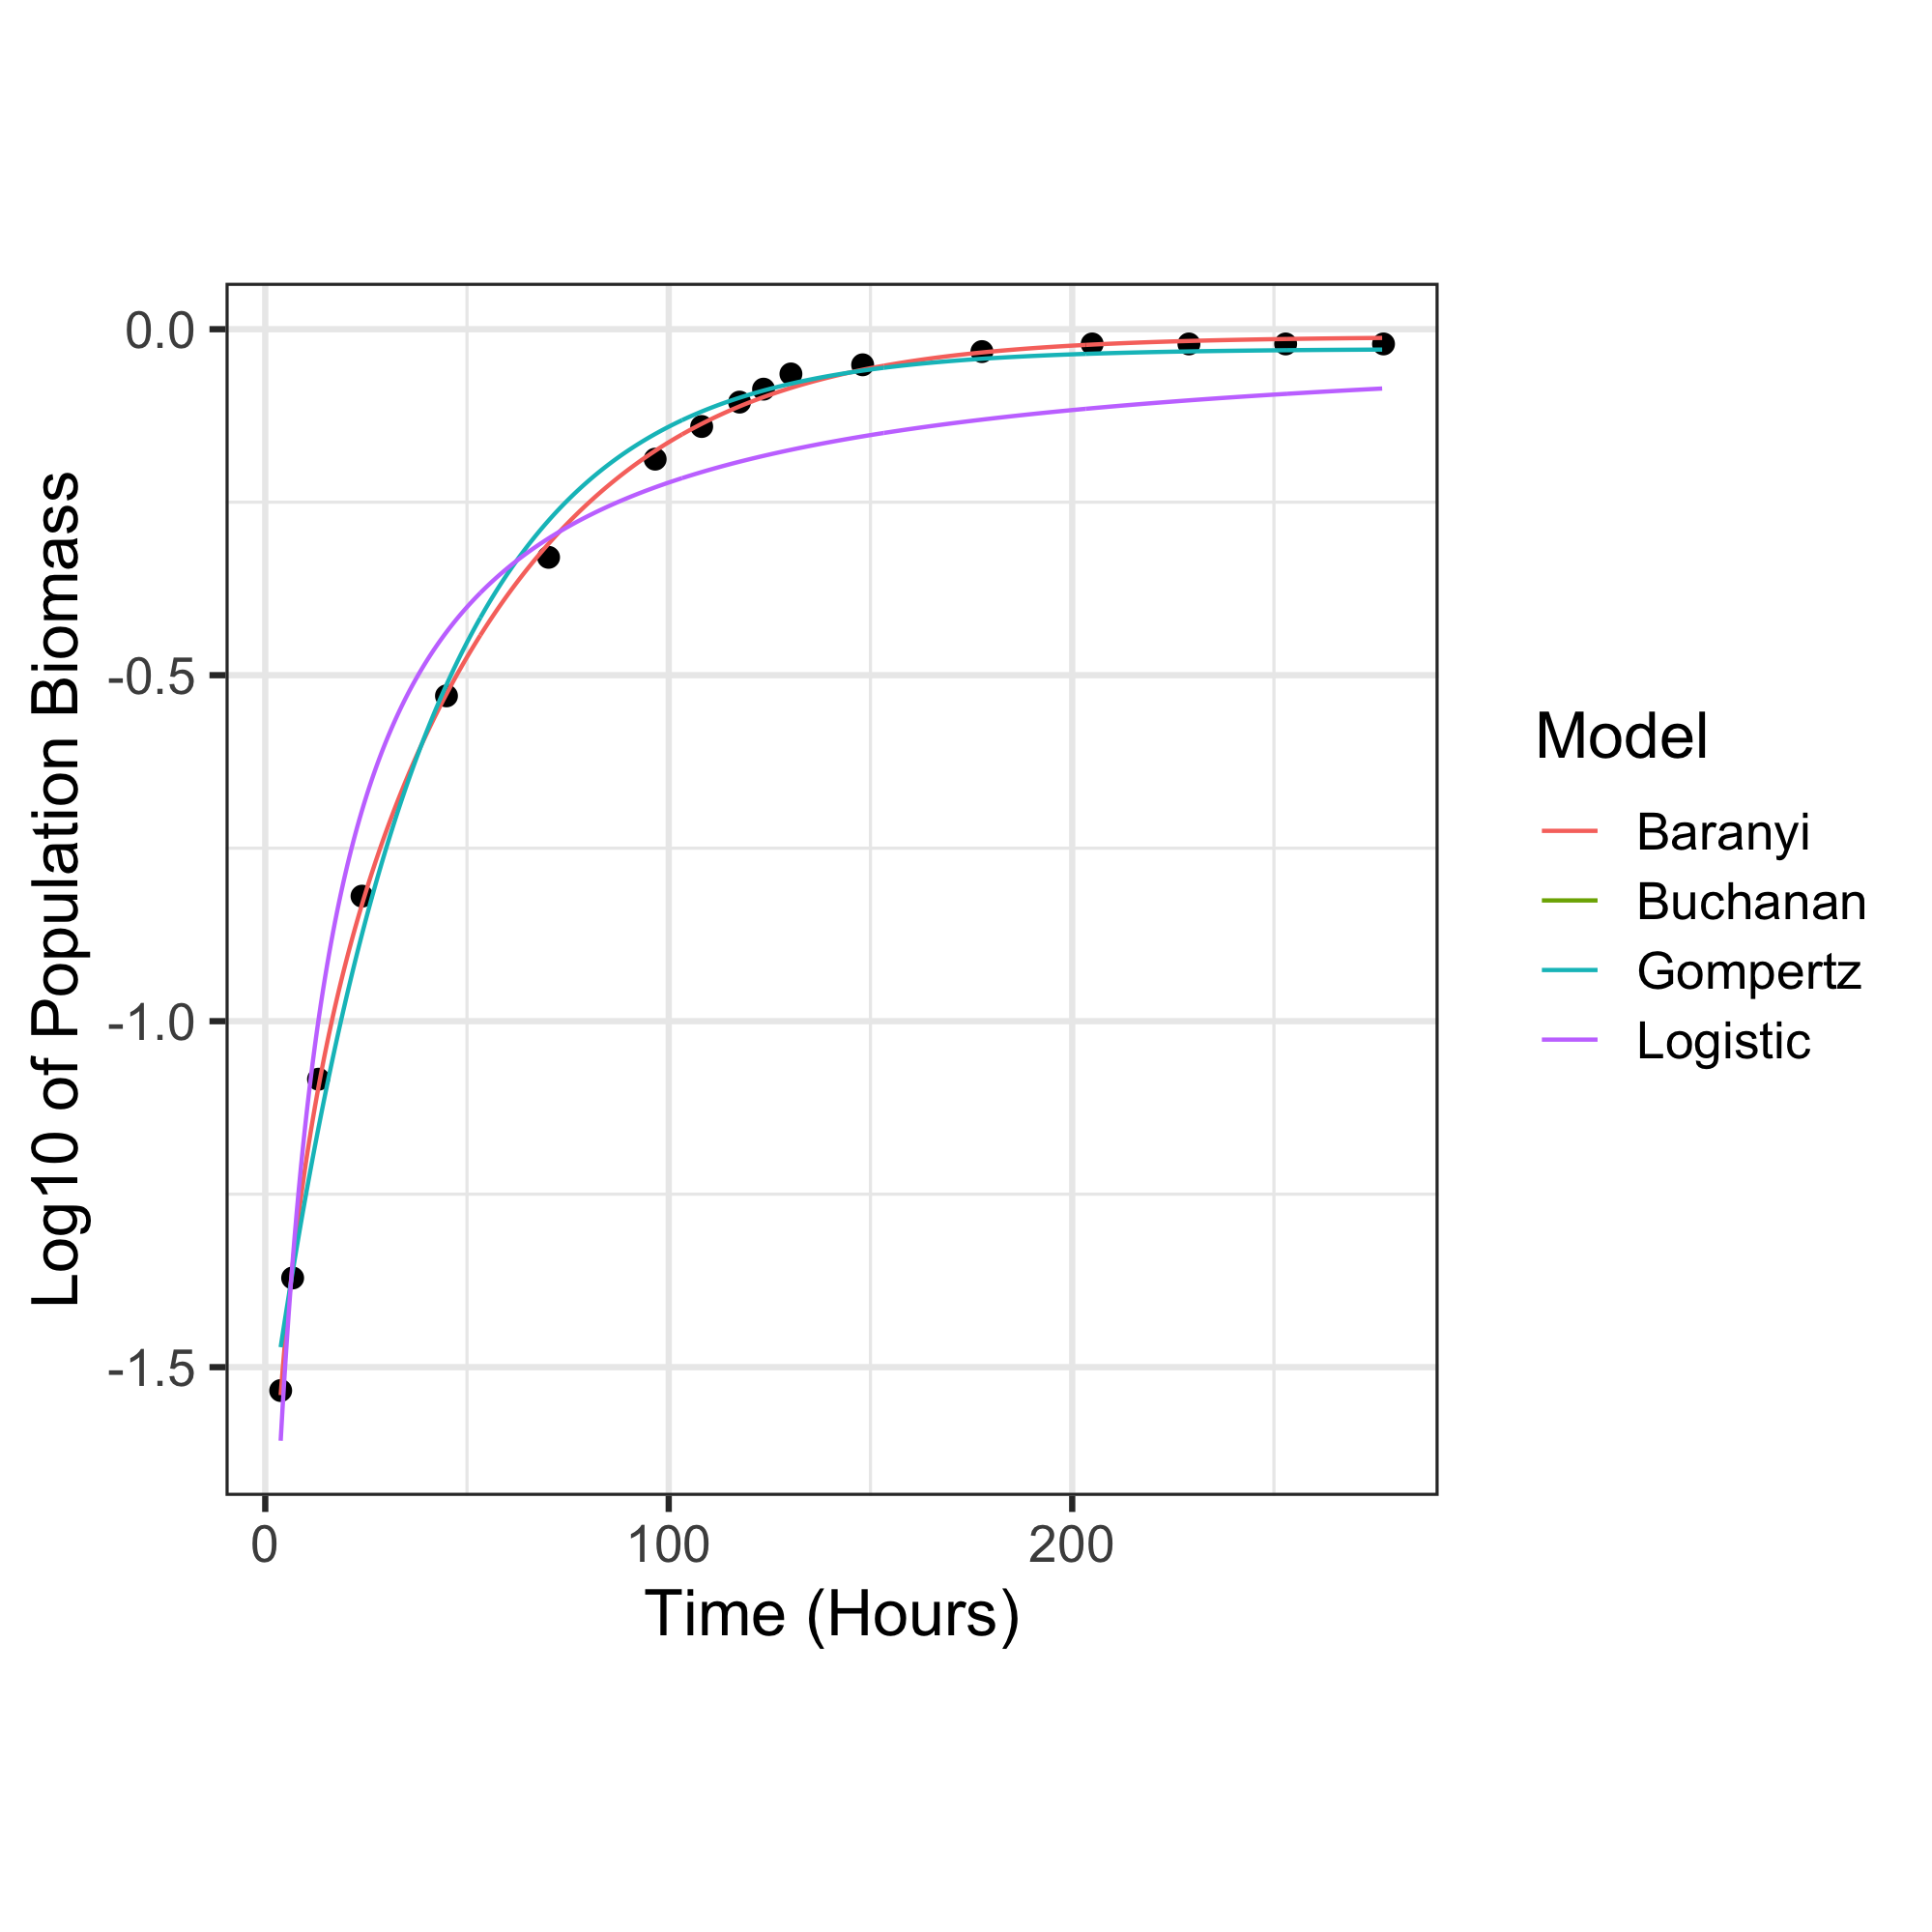 Log10 of Population Biomass
0.0
-0.5
-1.0
-1.5
0
100
200
Time (Hours)
Model
Baranyi
Buchanan
Gompertz
Logistic